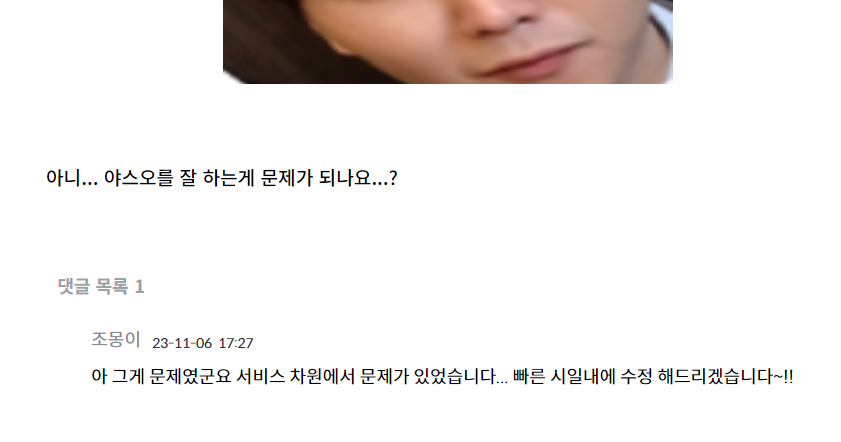 아니... 야스오를 잘 하는게 문제가 되나요...?
댓글 목록 1
조몽이 23-11-06 17:27
아 그게 문제였군요 서비스 차원에서 문제가 있었습니다... 빠른 시일내에 수정 해드리겠습니다~!!